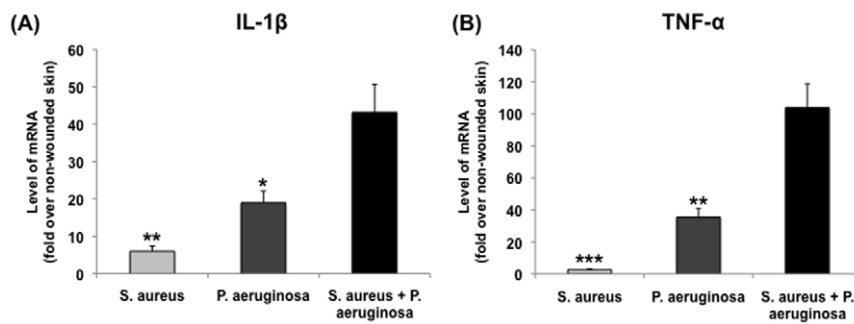 (A)
IL-1β
Level of mRNA
(fold over non-wounded skin)
60
50
40
30
20
10
0
**
*
S. aureus
P. aeruginosa
S. aureus + P.
aeruginosa
(B)
TNF-α
Level of mRNA
(fold over non-wounded skin)
140
120
100
80
60
40
20
0
***
**
S. aureus
P. aeruginosa
S. aureus + P.
aeruginosa